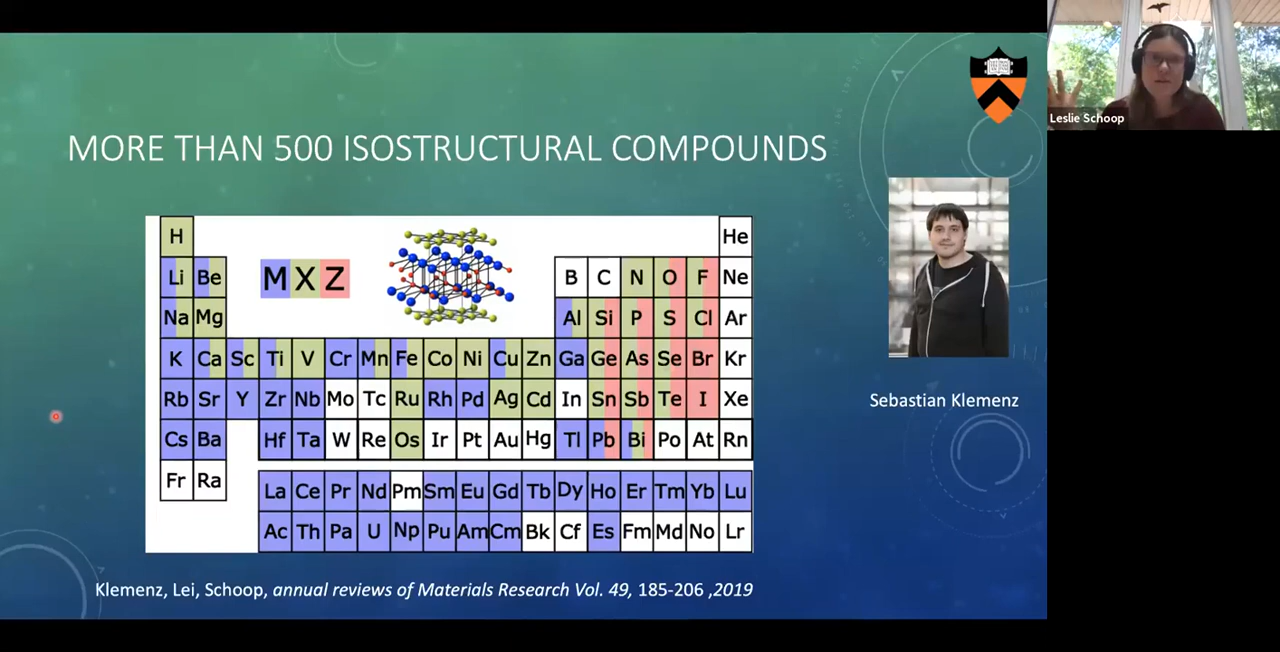 Leslie Schoop
MORE THAN 500 ISOSTRUCTURAL COMPOUNDS
H He
Li Be MXZ B C N O F Ne
Na Mg Al Si P S Cl Ar
K Ca Sc Ti V Cr Mn Fe Co Ni Cu Zn Ga Ge As Se Br Kr
Rb Sr Y Zr Nb Mo Tc Ru Rh Pd Ag Cd In Sn Sb Te I Xe
Cs Ba Hf Ta W Re Os Ir Pt Au Hg Tl Pb Bi Po At Rn
Fr Ra
La Ce Pr Nd Pm Sm Eu Gd Tb Dy Ho Er Tm Yb Lu
Ac Th Pa U Np Pu Am Cm Bk Cf Es Fm Md No Lr
Sebastian Klemenz
Klemenz, Lei, Schoop, annual reviews of Materials Research Vol. 49, 185-206 ,2019